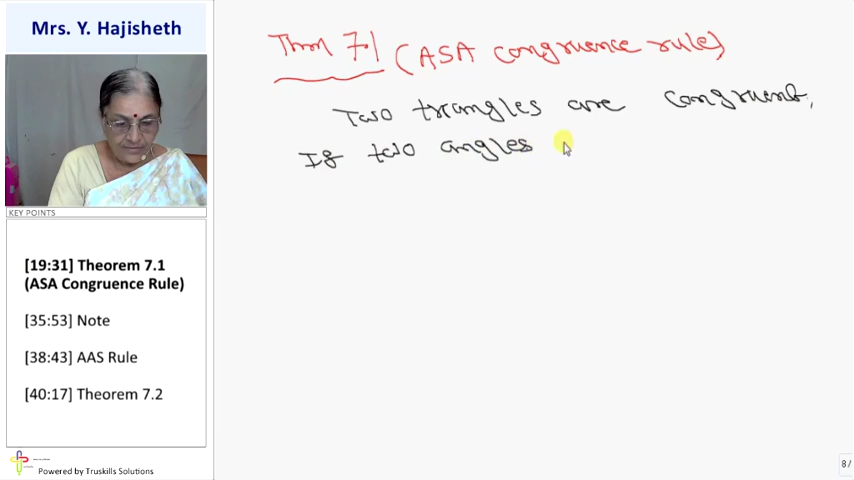 Mrs. Y. Hajisheth
KEY POINTS
[19:31] Theorem 7.1
(ASA Congruence Rule)
[35:53] Note
[38:43] AAS Rule
[40:17] Theorem 7.2
Powered by Truskills Solutions
Thm 7.1 (ASA congruence rule)
Two triangles are congruent,
If two angles
8/